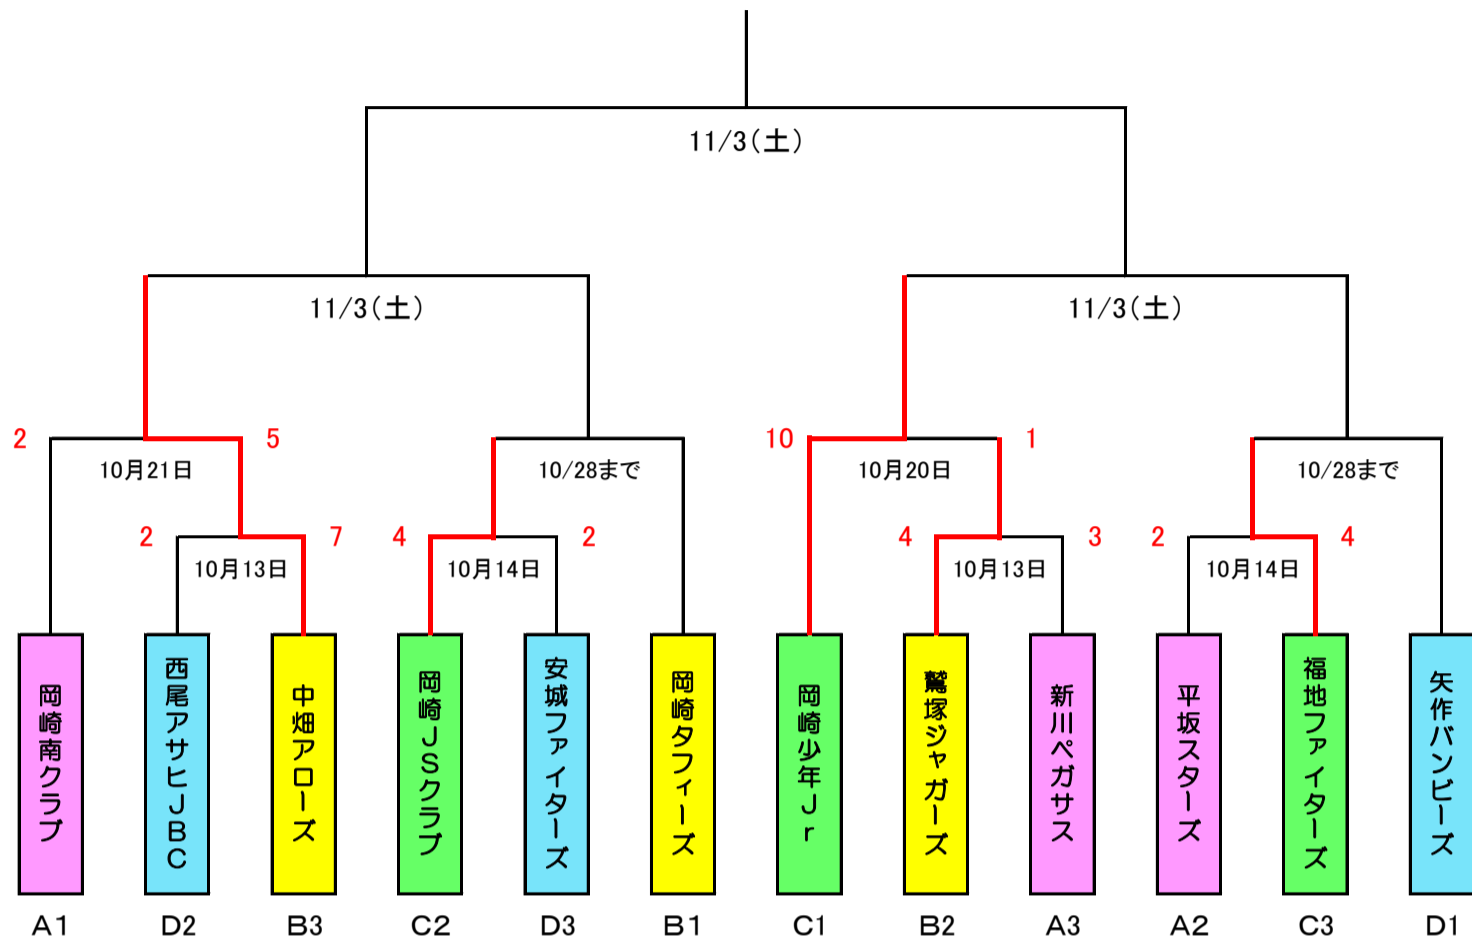 11/3(土)
11/3(土)
11/3(土)
2
5
10
1
10月21日
10/28まで
10月20日
10/28まで
2
7
4
2
4
3
2
4
10月13日
10月14日
10月13日
10月14日
岡崎南クラブ
西尾アサヒJBC
中畑アローズ
岡崎JSクラブ
安城ファイターズ
岡崎タフィーズ
岡崎少年Jr
鷲塚ジャガーズ
新川ペガサス
平坂スターズ
福地ファイターズ
矢作バンビーズ
A1
D2
B3
C2
D3
B1
C1
B2
A3
A2
C3
D1